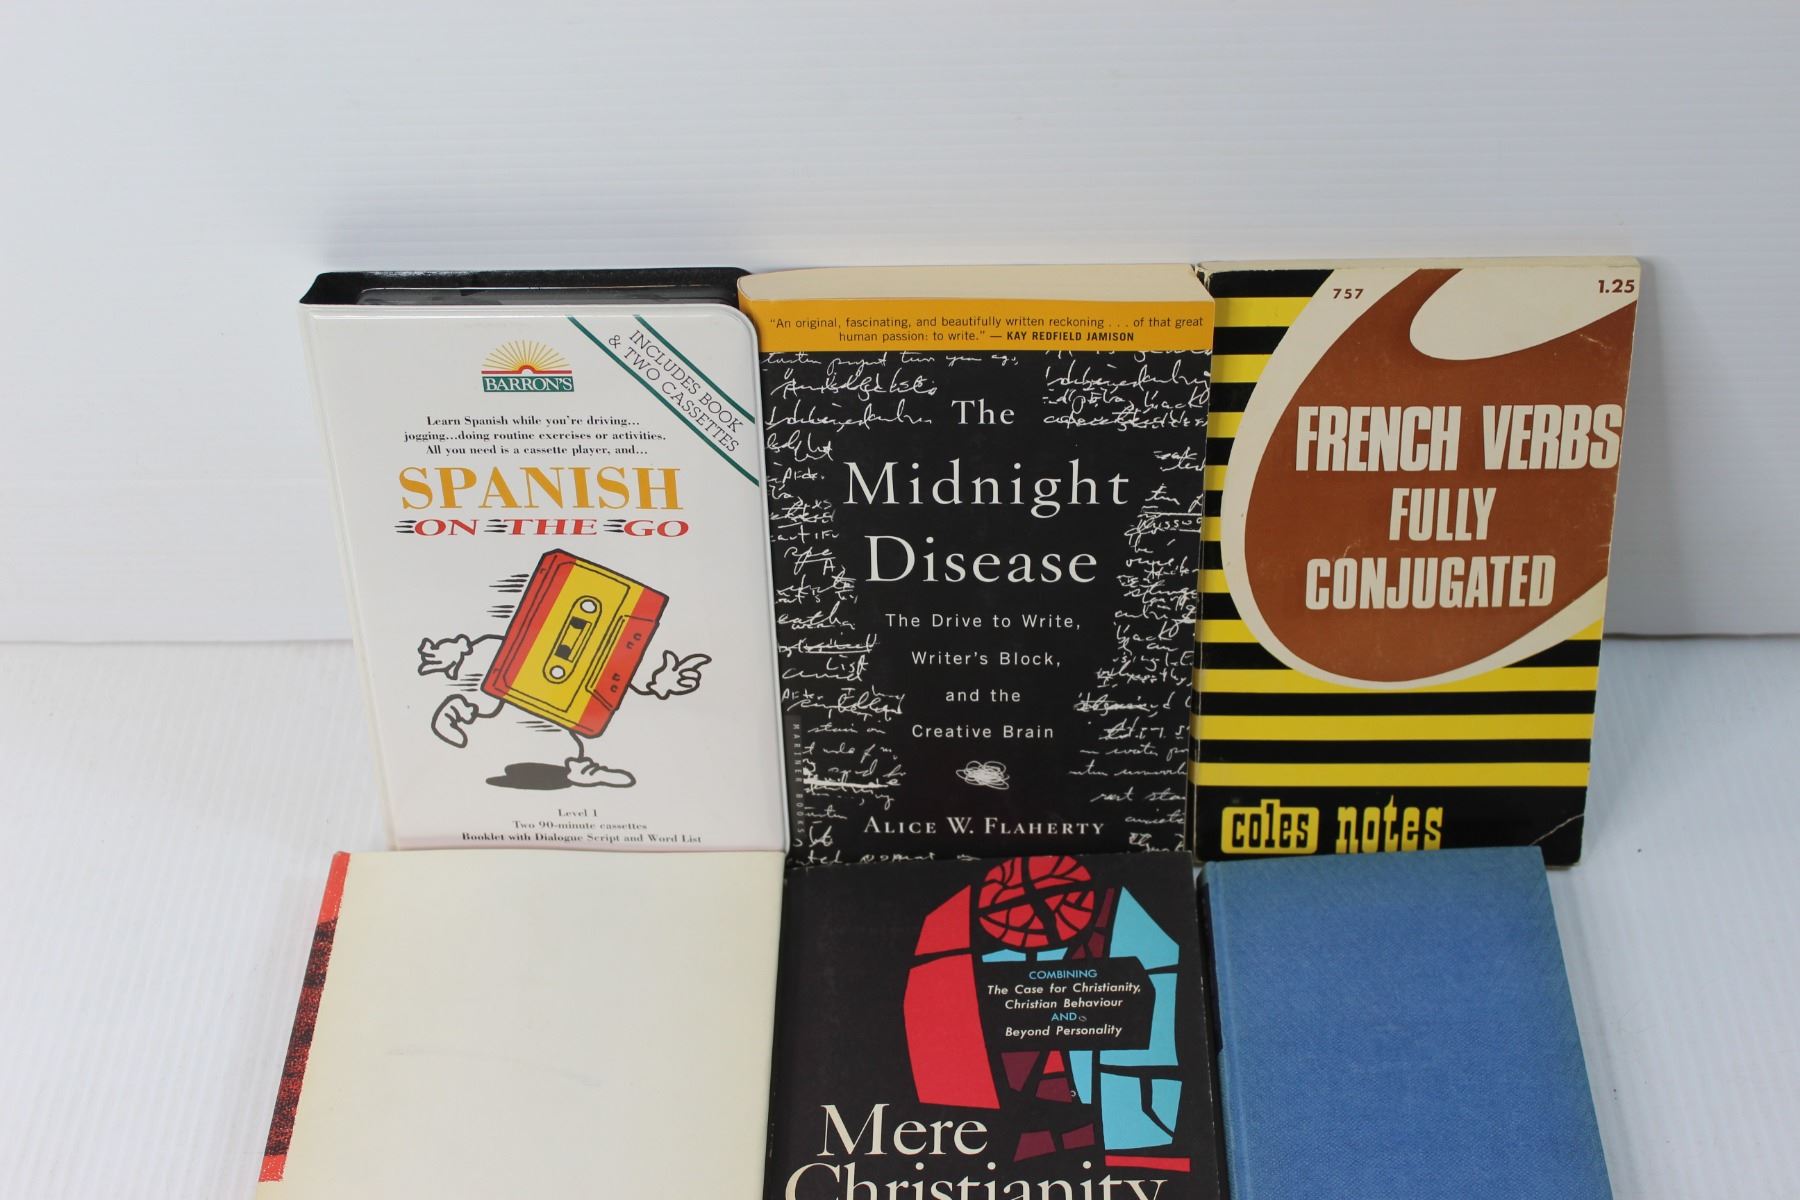 BARRON'S
INCLUDES BOOK
& TWO CASSETTES
Learn Spanish while you're driving...
jogging...doing routine exercises or activities.
All you need is a cassette player, and...
SPANISH
ON THE GO
Level 1
Two 90-minute cassettes
Booklet with Dialogue Script and Word List
"An original, fascinating, and beautifully written reckoning . . . of that great
human passion: to write." — KAY REDFIELD JAMISON
The
Midnight
Disease
The Drive to Write,
Writer's Block,
and the
Creative Brain
MARINER BOOKS
ALICE W. FLAHERTY
757
1.25
FRENCH VERBS
FULLY
CONJUGATED
coles notes
COMBINING
The Case for Christianity,
Christian Behaviour
AND
Beyond Personality
Mere
Christianity